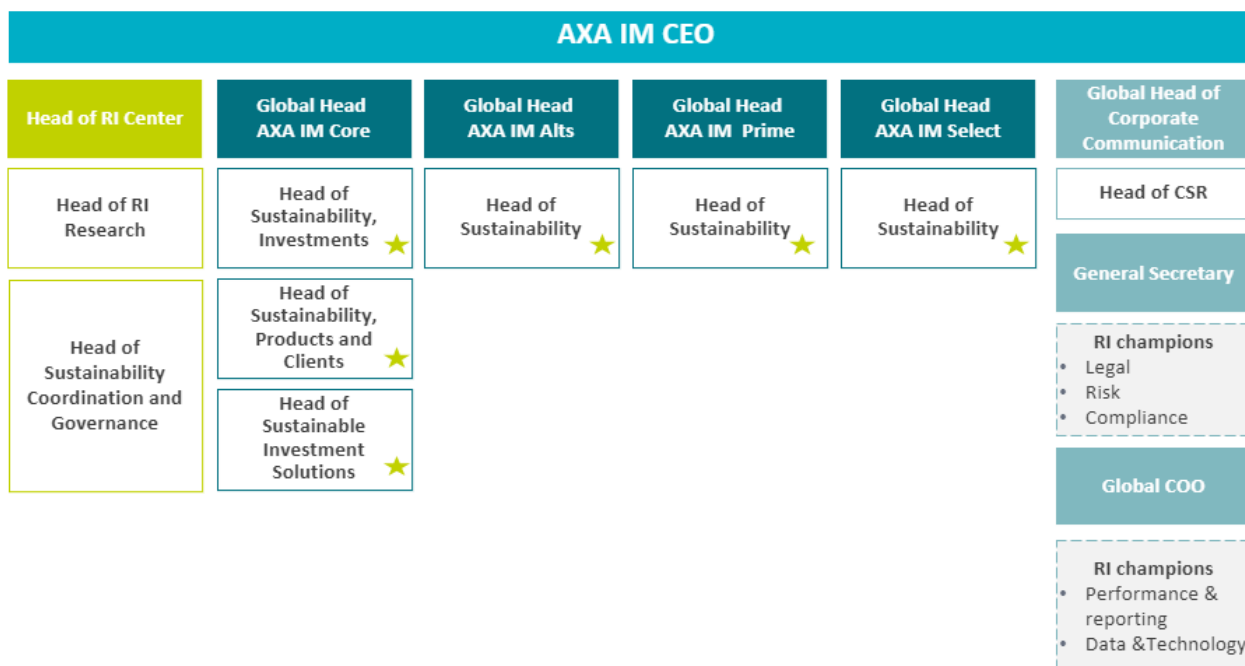 AXA IM CEO
Head of RI Center
Head of RI
Research
Head of
Sustainability
Coordination and
Governance
Global Head
AXA IM Core
Head of
Sustainability,
Investments
Head of
Sustainability,
Products and
Clients
Head of
Sustainable
Investment
Solutions
Global Head
AXA IM Alts
Head of
Sustainability
Global Head
AXA IM Prime
Head of
Sustainability
Global Head
AXA IM Select
Head of
Sustainability
Global Head of
Corporate
Communication
Head of CSR
General Secretary
RI champions
• Legal
• Risk
• Compliance
Global COO
RI champions
• Performance &
reporting
• Data &Technology